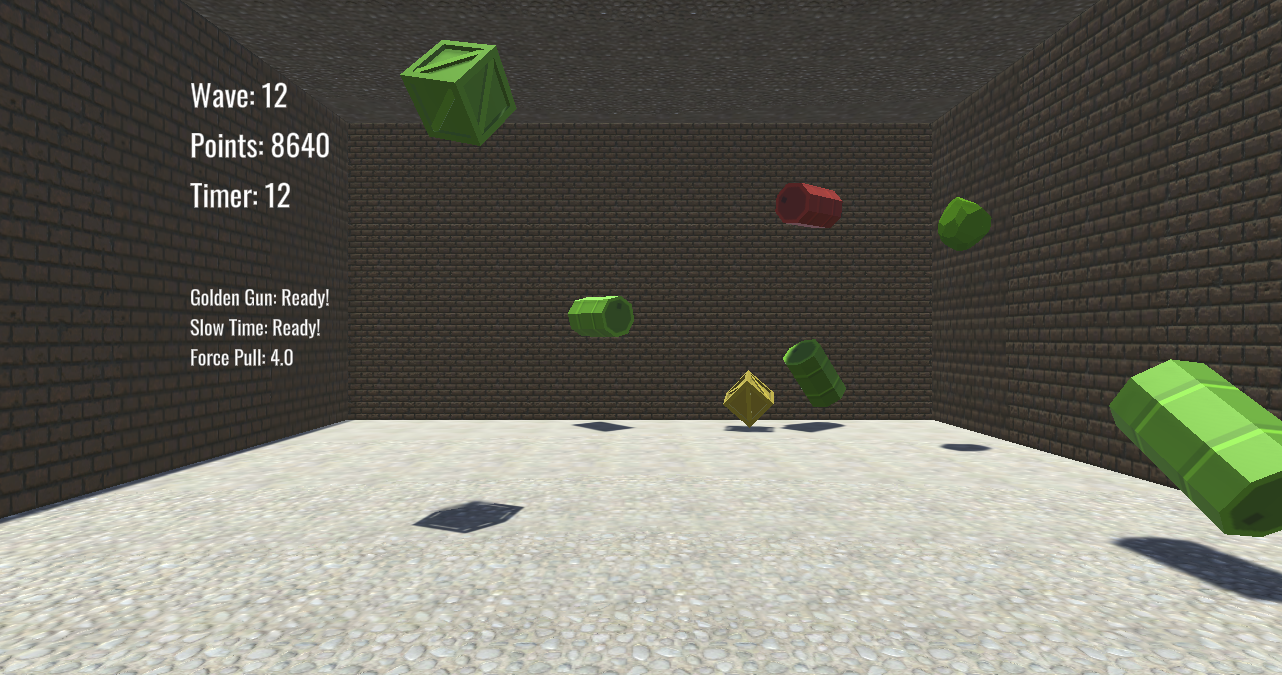 Wave: 12
Points: 8640
Timer: 12
Golden Gun: Ready!
Slow Time: Ready!
Force Pull: 4.0